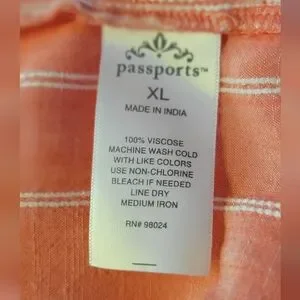 passports™
XL
MADE IN INDIA
100% VISCOSE
MACHINE WASH COLD
WITH LIKE COLORS
USE NON-CHLORINE
BLEACH IF NEEDED
LINE DRY
MEDIUM IRON
RN# 98024